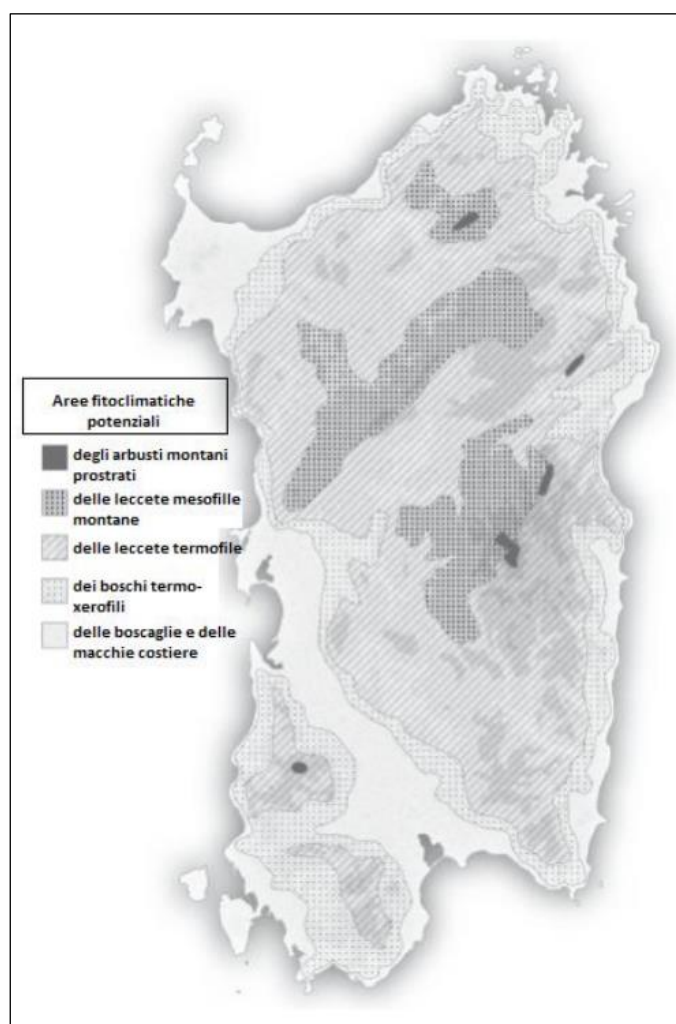 Aree fitoclimatiche
potenziali
degli arbusti montani
prostrati
delle leccete mesofille
montane
delle leccete termofile
dei boschi termo-
xerofili
delle boscaglie e delle
macchie costiere